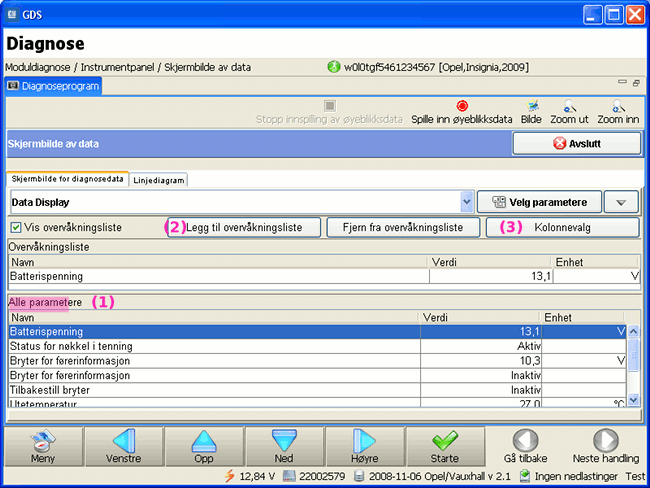 GDS
Diagnose
Moduldiagnose / Instrumentpanel / Skjermbilde av data
w0l0tgf5461234567 [Opel,Insignia,2009]
Diagnoseprogram
Stopp innspilling av øyeblikksdata
Spille inn øyeblikksdata
Bilde
Zoom ut
Zoom inn
Skjermbilde av data
Avslutt
Skjermbilde for diagnosedata
Linjediagram
Data Display
Velg parametere
Vis overvåkningsliste
(2) Legg til overvåkningsliste
Fjern fra overvåkningsliste
(3) Kolonnevalg
Overvåkningsliste
Navn Verdi Enhet
Batterispenning 13,1 V
Alle parametere (1)
Navn Verdi Enhet
Batterispenning 13,1 V
Status for nøkkel i tenning Aktiv
Bryter for førerinformasjon 10,3 V
Bryter for førerinformasjon Inaktiv
Tilbakestill bryter Inaktiv
Utetemperatur 27,0 °C
Meny
Venstre
Opp
Ned
Høyre
Starte
Gå tilbake
Neste handling
12,84 V 22002579 2008-11-06 Opel/Vauxhall v 2.1 Ingen nedlastinger Test